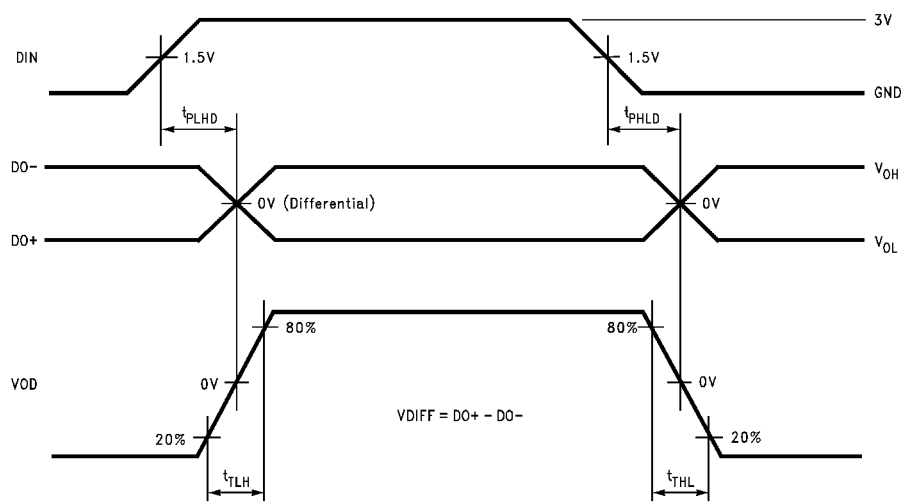 3V
DIN
1.5V
1.5V
GND
tPLHD
tPHLD
DO−
VOH
0V (Differential)
0V
DO+
VOL
80%
80%
VOD
0V
0V
VDIFF = DO+ − DO−
20%
20%
tTLH
tTHL